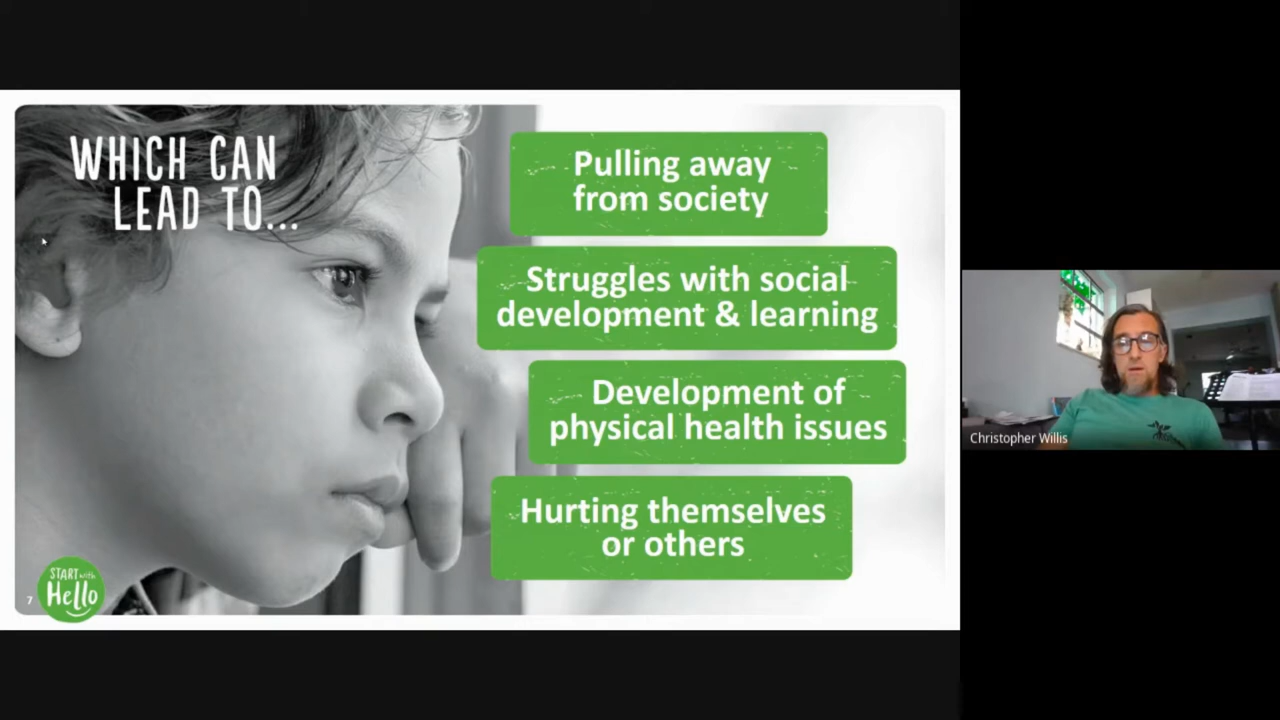 WHICH CAN
LEAD TO...
Pulling away
from society
Struggles with social
development & learning
Development of
physical health issues
Hurting themselves
or others
START with
Hello
7
Christopher Willis